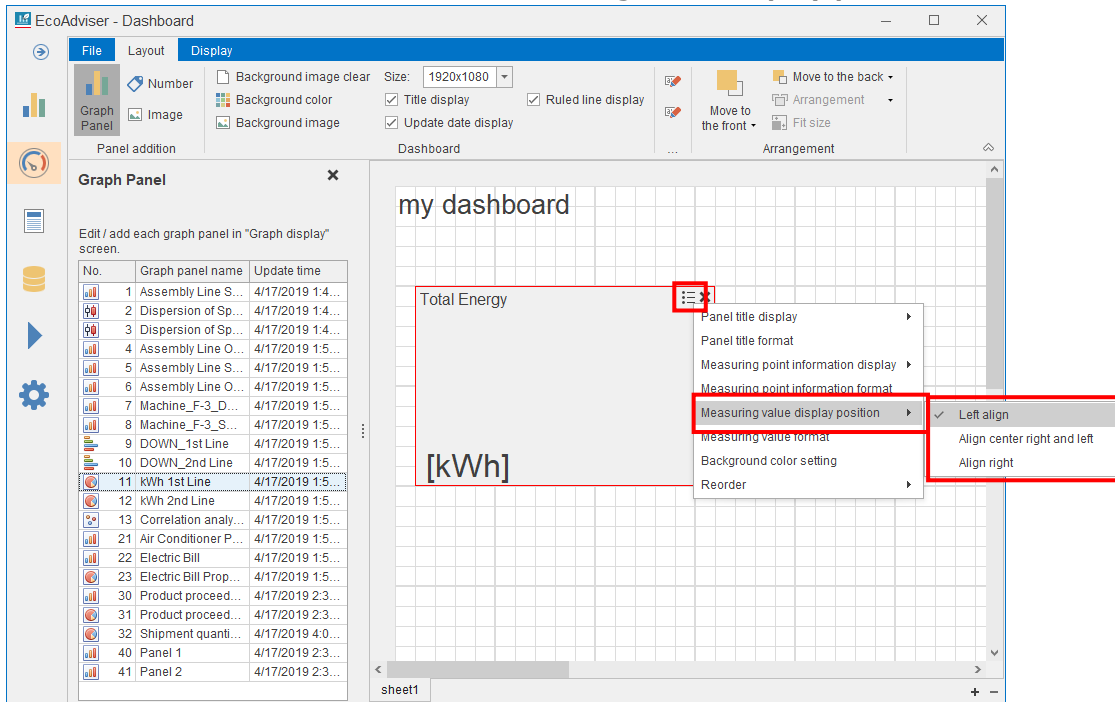 EcoAdviser - Dashboard
File Layout Display
Graph Panel
Number
Image
Panel addition
Background image clear
Background color
Background image
Size: 1920x1080
Title display
Ruled line display
Update date display
Dashboard
...
Move to the front
Move to the back
Arrangement
Fit size
Arrangement
Graph Panel
Edit / add each graph panel in "Graph display"
screen.
No. Graph panel name Update time
1 Assembly Line S... 4/17/2019 1:4...
2 Dispersion of Sp... 4/17/2019 1:4...
3 Dispersion of Sp... 4/17/2019 1:4...
4 Assembly Line O... 4/17/2019 1:5...
5 Assembly Line S... 4/17/2019 1:5...
6 Assembly Line O... 4/17/2019 1:5...
7 Machine_F-3_D... 4/17/2019 1:5...
8 Machine_F-3_S... 4/17/2019 1:5...
9 DOWN_1st Line 4/17/2019 1:5...
10 DOWN_2nd Line 4/17/2019 1:5...
11 kWh 1st Line 4/17/2019 1:5...
12 kWh 2nd Line 4/17/2019 1:5...
13 Correlation analy... 4/17/2019 1:5...
21 Air Conditioner P... 4/17/2019 1:5...
22 Electric Bill 4/17/2019 1:5...
23 Electric Bill Prop... 4/17/2019 1:5...
30 Product proceed... 4/17/2019 2:3...
31 Product proceed... 4/17/2019 2:3...
32 Shipment quanti... 4/17/2019 4:0...
40 Panel 1 4/17/2019 2:3...
41 Panel 2 4/17/2019 2:3...
my dashboard
Total Energy
[kWh]
Panel title display
Panel title format
Measuring point information display
Measuring point information format
Measuring value display position
Measuring value format
Background color setting
Reorder
Left align
Align center right and left
Align right
sheet1